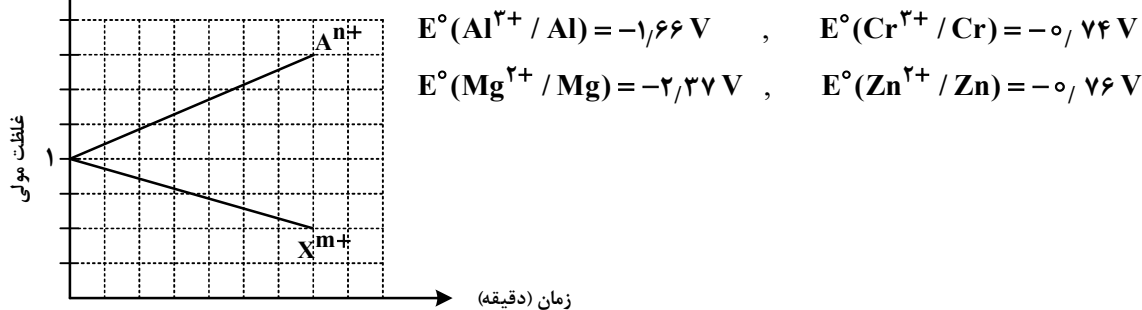 E°(Al³⁺ / Al) = −۱/۶۶ V , E°(Cr³⁺ / Cr) = −۰/۷۴ V
E°(Mg²⁺ / Mg) = −۲/۳۷ V , E°(Zn²⁺ / Zn) = −۰/۷۶ V
Aⁿ⁺
غلظت مولی
۱
Xᵐ⁺
زمان (دقیقه)